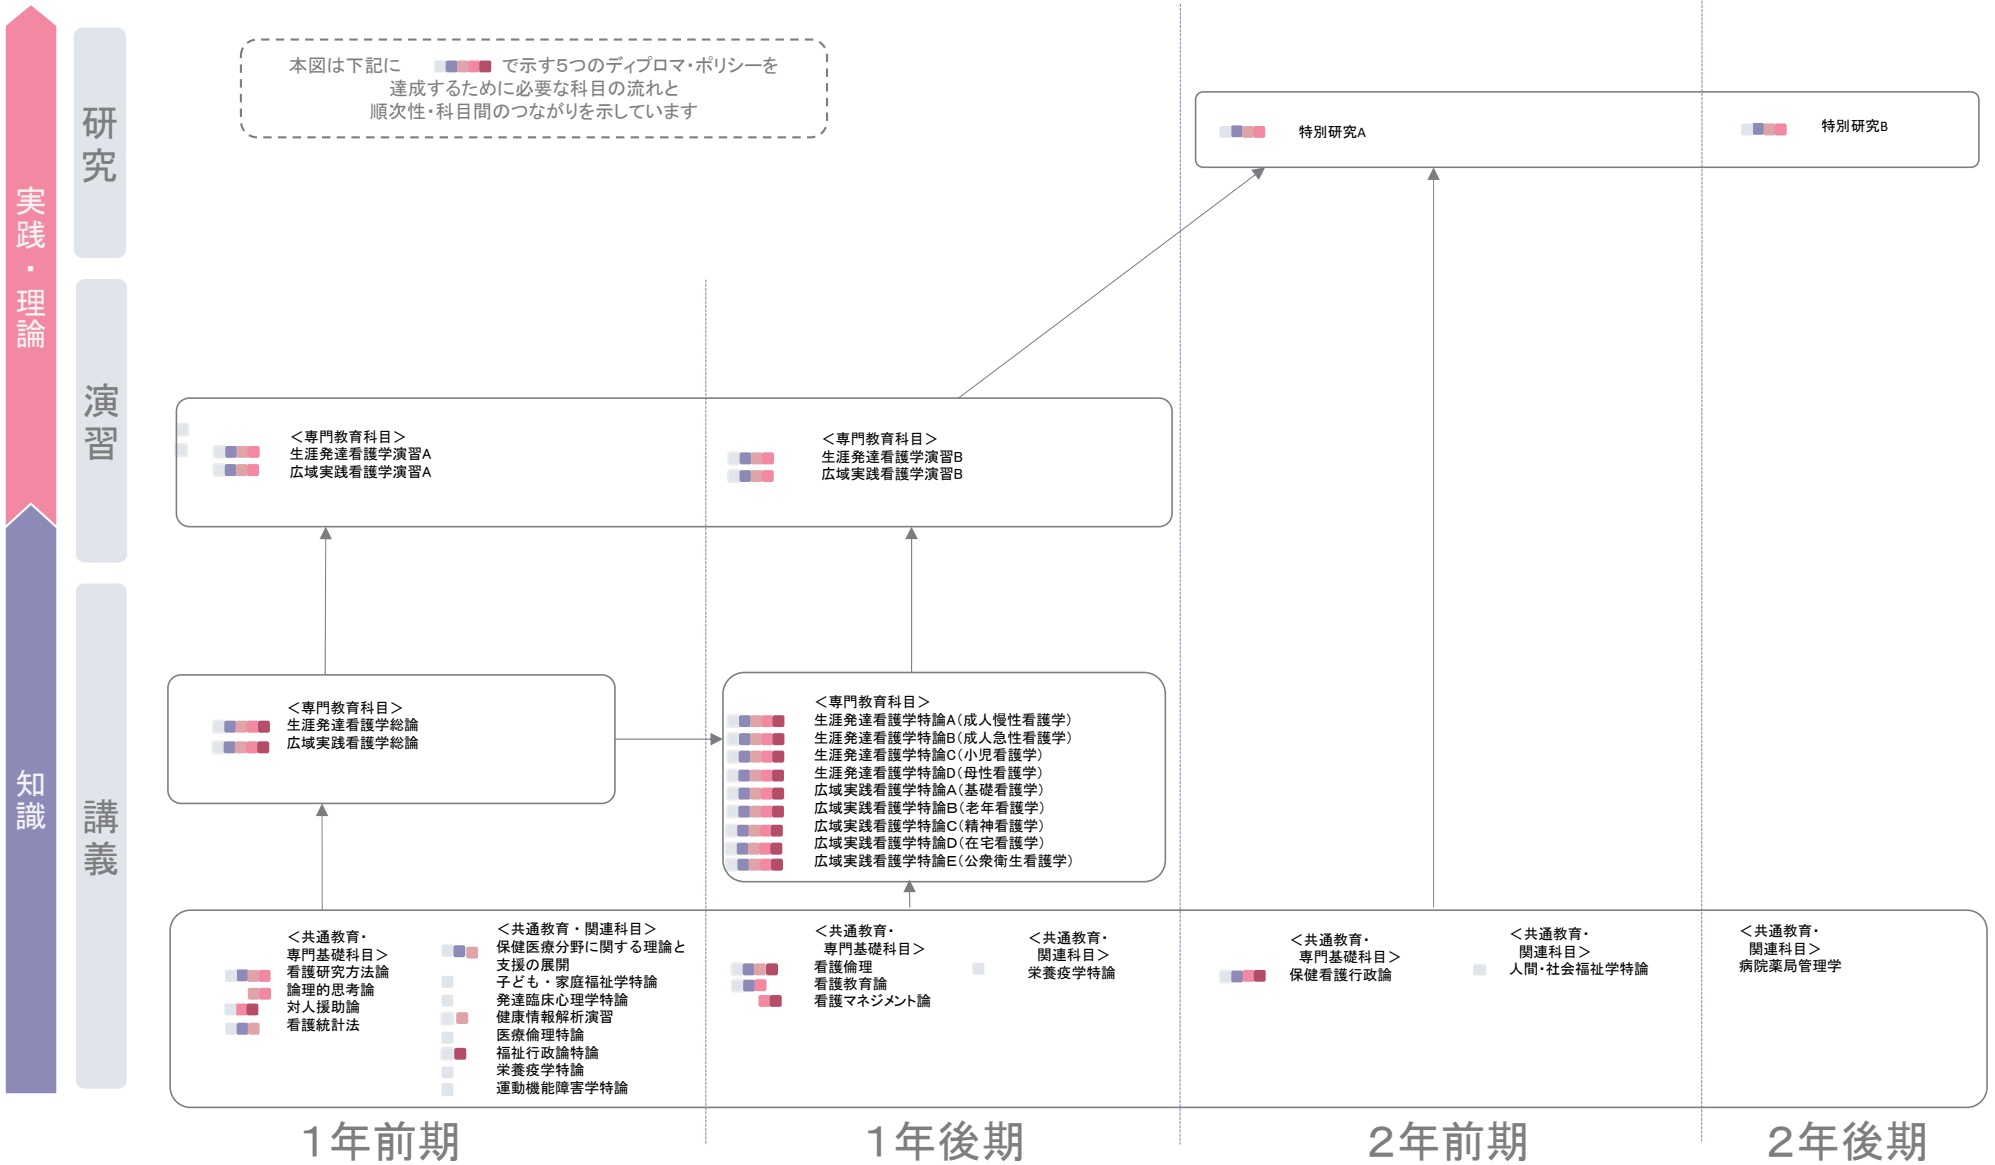 実践・理論
知識
研究
演習
講義
本図は下記に で示す5つのディプロマ・ポリシーを
達成するために必要な科目の流れと
順次性・科目間のつながりを示しています
特別研究A
特別研究B
＜専門教育科目＞
生涯発達看護学演習A
広域実践看護学演習A
＜専門教育科目＞
生涯発達看護学演習B
広域実践看護学演習B
＜専門教育科目＞
生涯発達看護学総論
広域実践看護学総論
＜専門教育科目＞
生涯発達看護学特論A（成人慢性看護学）
生涯発達看護学特論B（成人急性看護学）
生涯発達看護学特論C（小児看護学）
生涯発達看護学特論D（母性看護学）
広域実践看護学特論A（基礎看護学）
広域実践看護学特論B（老年看護学）
広域実践看護学特論C（精神看護学）
広域実践看護学特論D（在宅看護学）
広域実践看護学特論E（公衆衛生看護学）
＜共通教育・
専門基礎科目＞
看護研究方法論
論理的思考論
対人援助論
看護統計法
＜共通教育・関連科目＞
保健医療分野に関する理論と
支援の展開
子ども・家庭福祉学特論
発達臨床心理学特論
健康情報解析演習
医療倫理特論
福祉行政論特論
栄養疫学特論
運動機能障害学特論
＜共通教育・
専門基礎科目＞
看護倫理
看護教育論
看護マネジメント論
＜共通教育・
関連科目＞
栄養疫学特論
＜共通教育・
専門基礎科目＞
保健看護行政論
＜共通教育・
関連科目＞
人間・社会福祉学特論
＜共通教育・
関連科目＞
病院薬局管理学
1年前期
1年後期
2年前期
2年後期